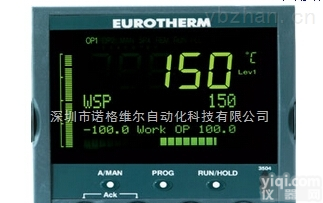 EUROTHERM
OP1
150 °C
Lev1
WSP 150
深圳市诺格维尔自动化科技有限公司
-100.0 Work OP 100.0
3504
A/MAN PROG RUN/HOLD
Ack
yiqi.com